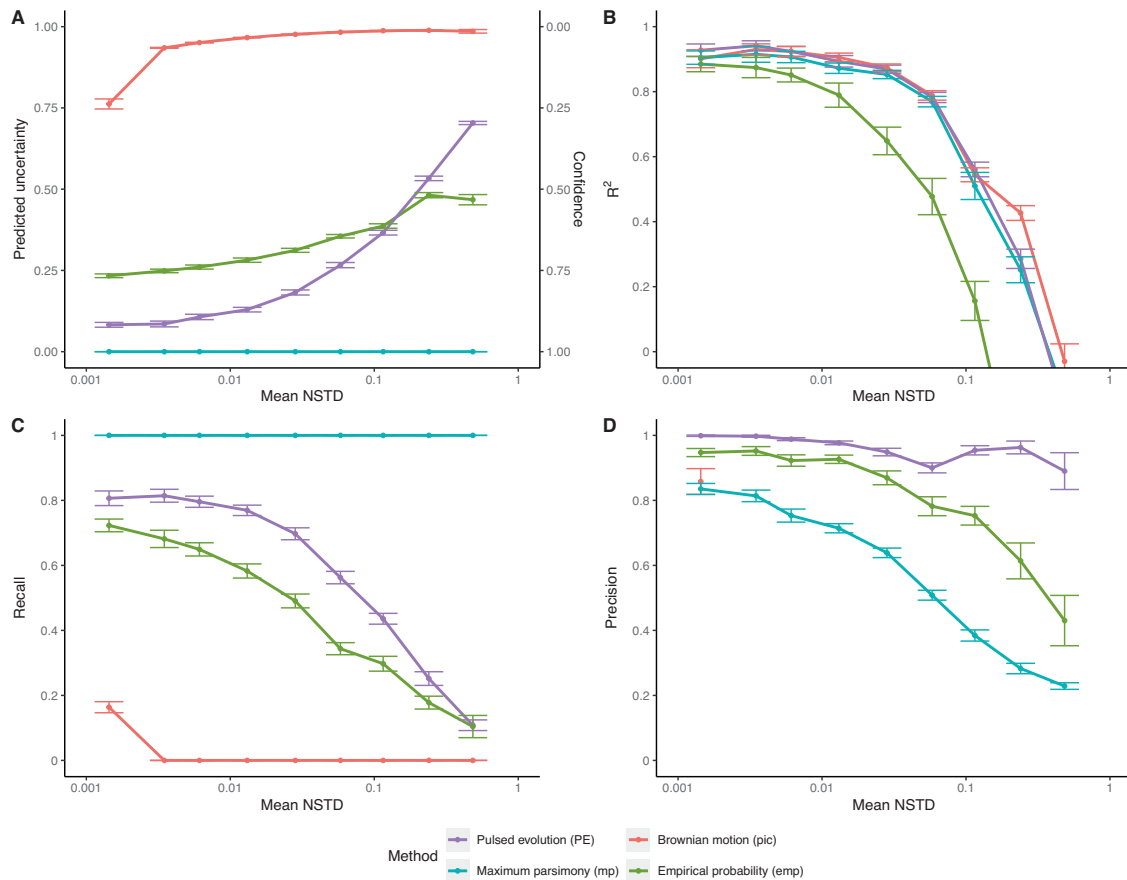 A
1.00
0.75
0.50
0.25
0.00
Predicted uncertainty
0.00
0.25
0.50
0.75
1.00
Confidence
0.001
0.01
0.1
1
Mean NSTD
B
0.8
0.6
0.4
0.2
0
R²
0.001
0.01
0.1
1
Mean NSTD
C
1
0.8
0.6
0.4
0.2
0
Recall
0.001
0.01
0.1
1
Mean NSTD
D
1
0.8
0.6
0.4
0.2
0
Precision
0.001
0.01
0.1
1
Mean NSTD
Method
Pulsed evolution (PE)
Brownian motion (pic)
Maximum parsimony (mp)
Empirical probability (emp)